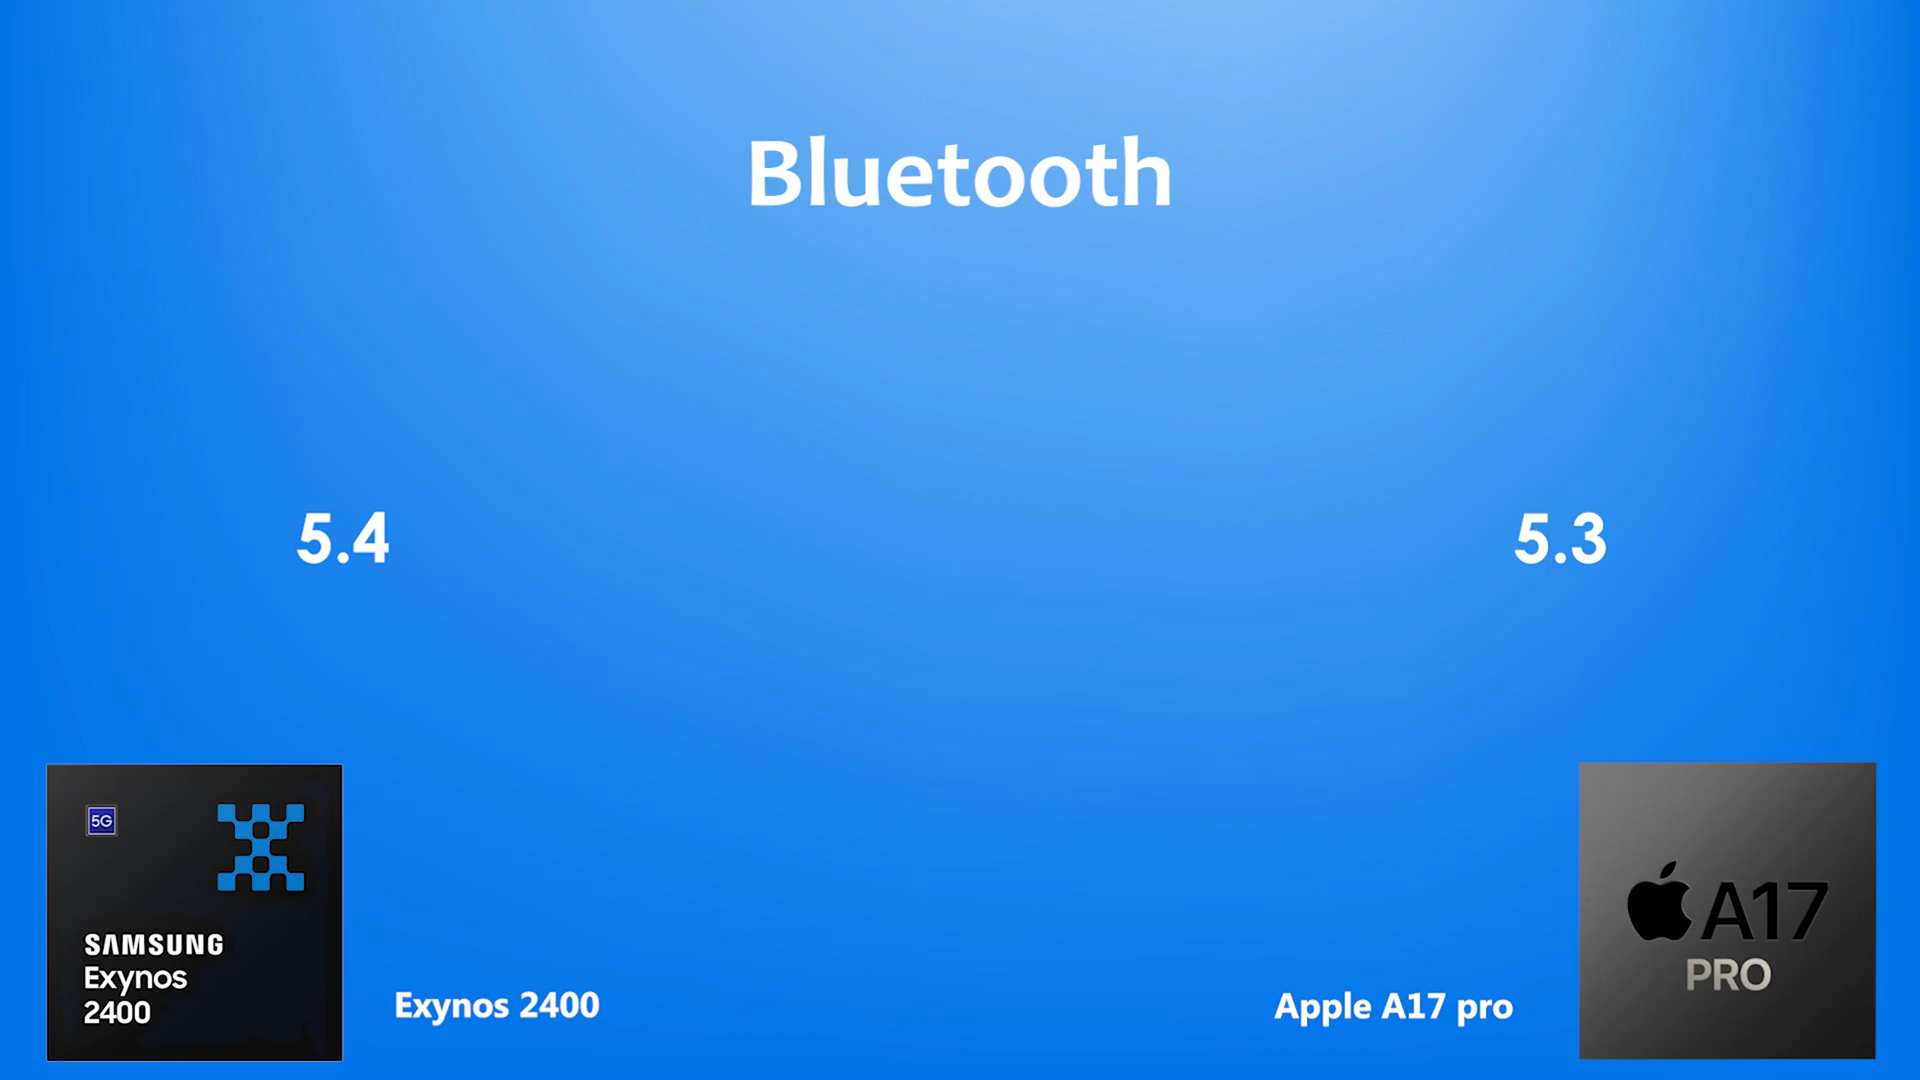 Bluetooth
5.4
5.3
5G
SAMSUNG
Exynos
2400
Exynos 2400
Apple A17 pro
A17
PRO